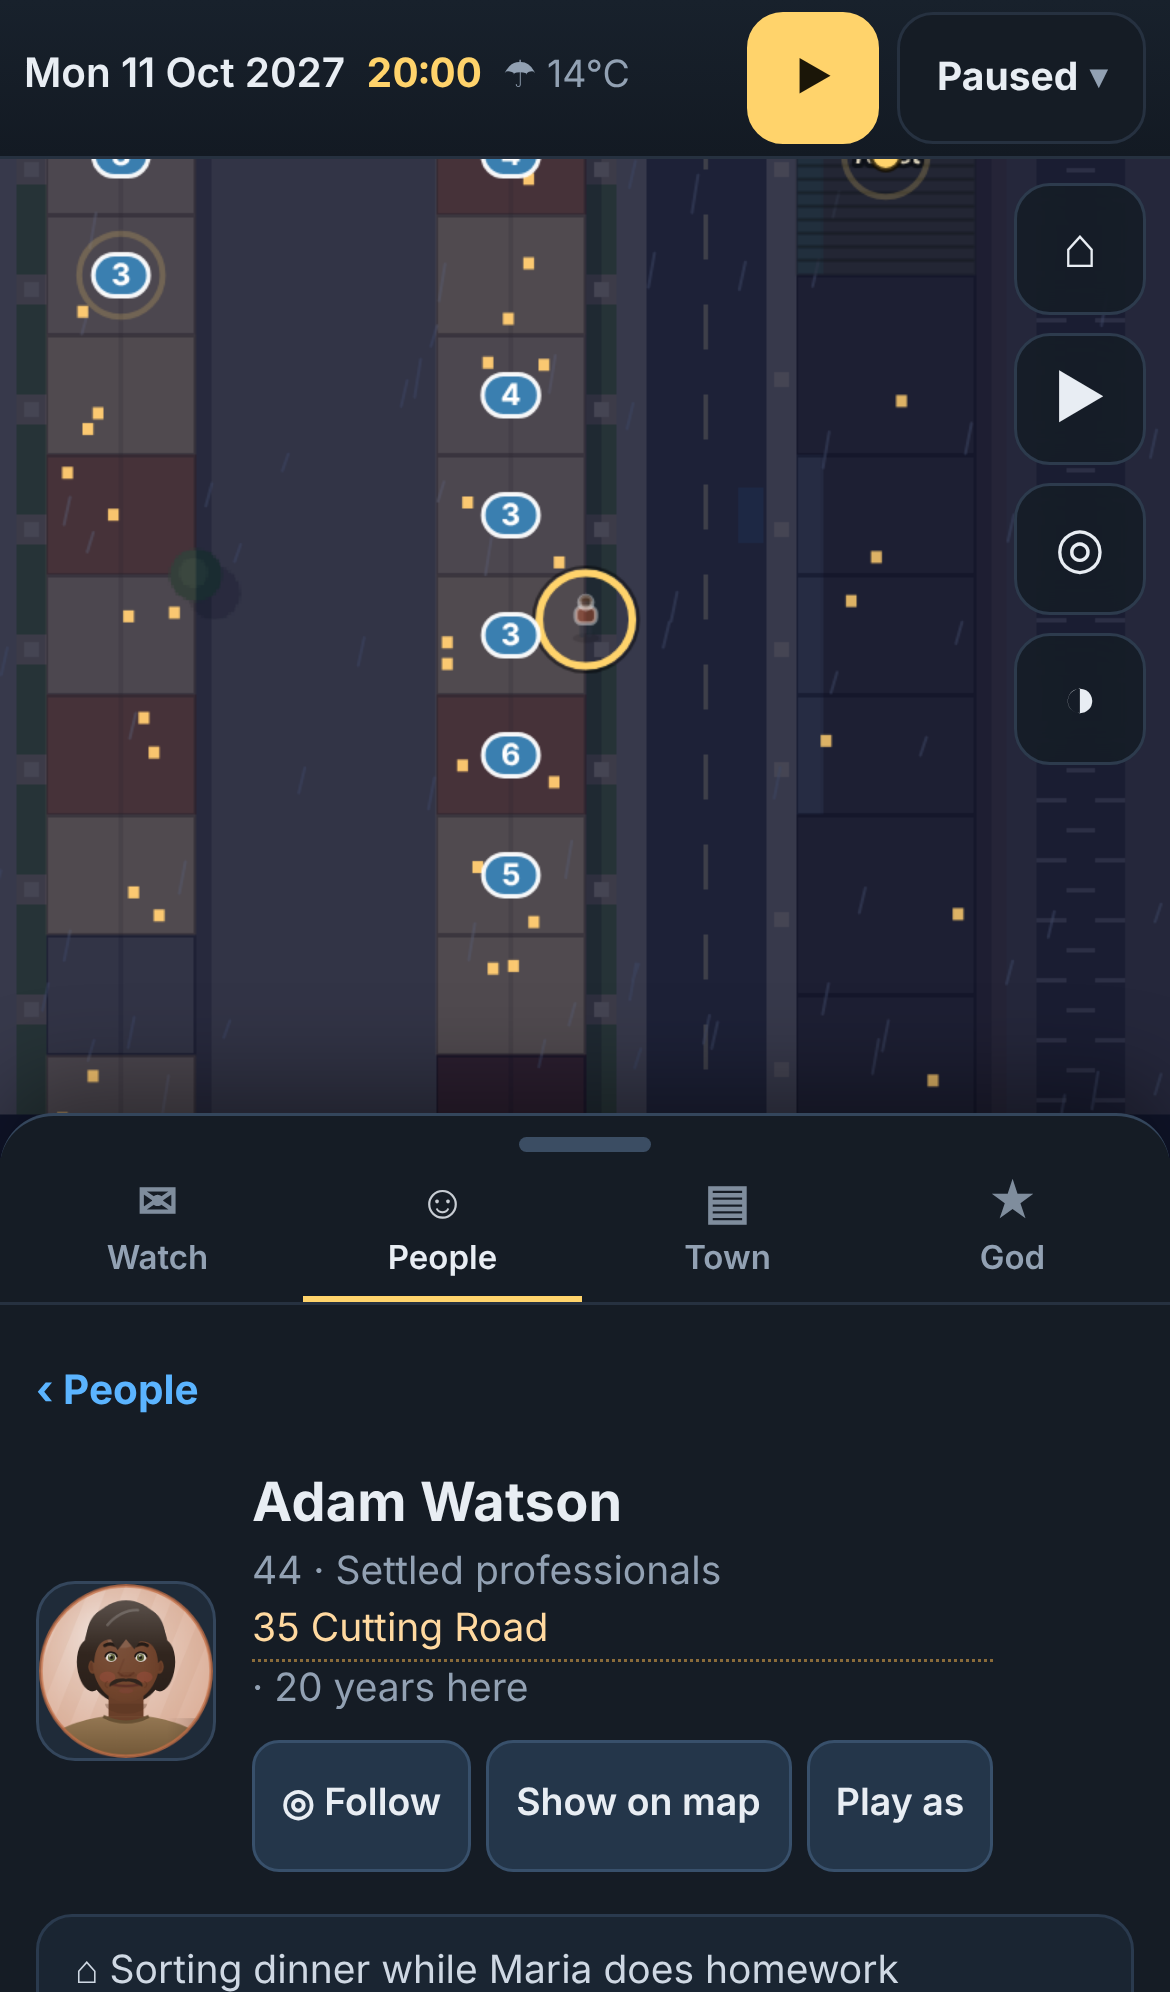 Mon 11 Oct 2027 20:00 ☂ 14°C
Paused ▾
3
4
3
3
6
5
Watch
People
Town
God
‹ People
Adam Watson
44 · Settled professionals
35 Cutting Road
· 20 years here
◎ Follow
Show on map
Play as
⌂ Sorting dinner while Maria does homework